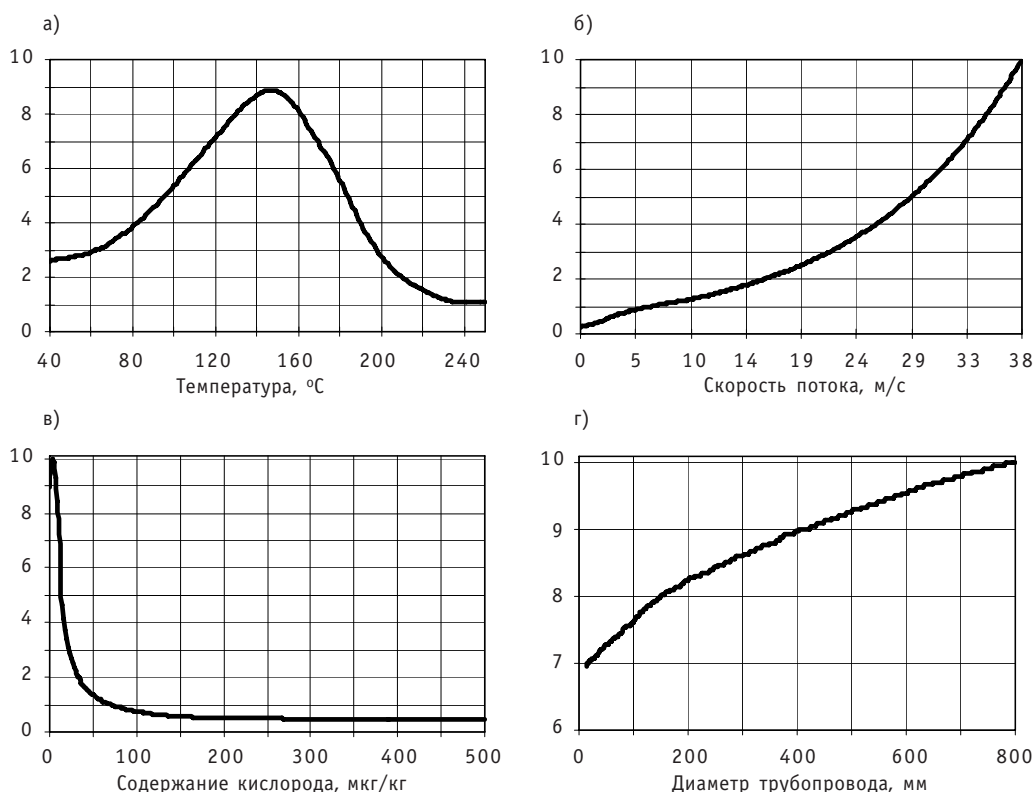 а)
10
8
6
4
2
0
40 80 120 160 200 240
Температура, °С
б)
10
8
6
4
2
0
0 5 10 14 19 24 29 33 38
Скорость потока, м/с
в)
10
8
6
4
2
0
0 100 200 300 400 500
Содержание кислорода, мкг/кг
г)
10
9
8
7
6
0 200 400 600 800
Диаметр трубопровода, мм